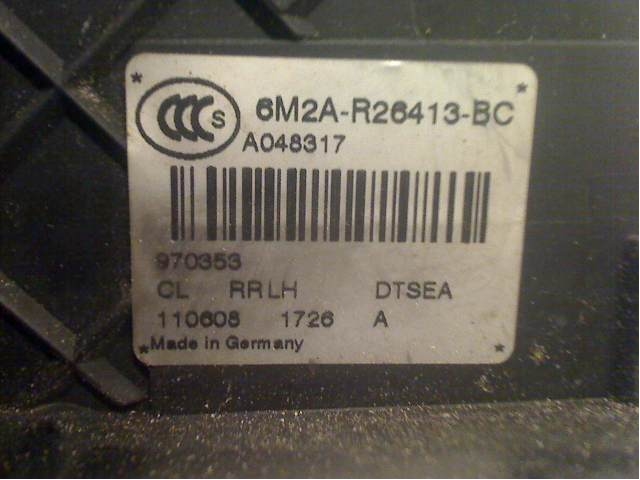 CCC S 6M2A-R26413-BC
A048317
970353
CL RRLH DTSEA
110608 1726 A
Made in Germany